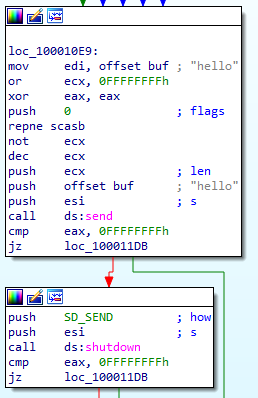 loc_100010E9:
mov edi, offset buf ; "hello"
or ecx, 0FFFFFFFFh
xor eax, eax
push 0 ; flags
repne scasb
not ecx
dec ecx
push ecx ; len
push offset buf ; "hello"
push esi ; s
call ds:send
cmp eax, 0FFFFFFFFh
jz loc_100011DB
push SD_SEND ; how
push esi ; s
call ds:shutdown
cmp eax, 0FFFFFFFFh
jz loc_100011DB